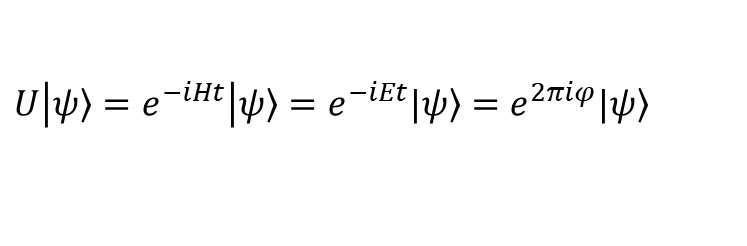 U|ψ⟩ = e^{-iHt}|ψ⟩ = e^{-iEt}|ψ⟩ = e^{2πiφ}|ψ⟩